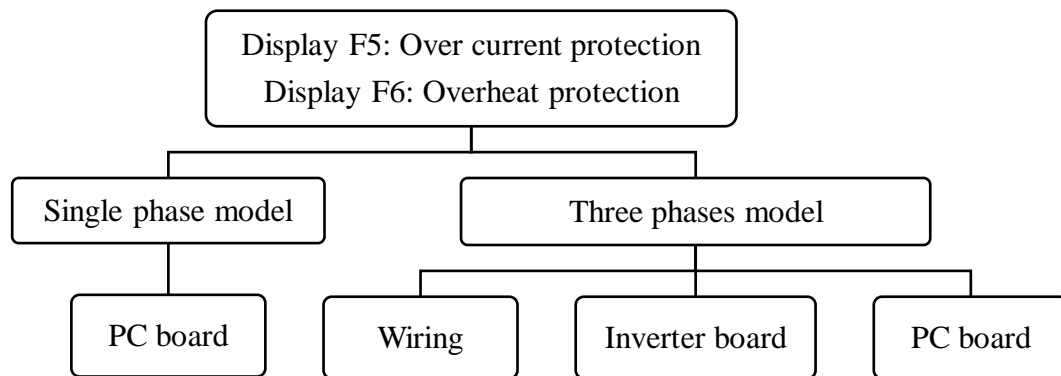 Display F5: Over current protection
Display F6: Overheat protection
Single phase model
Three phases model
PC board
Wiring
Inverter board
PC board